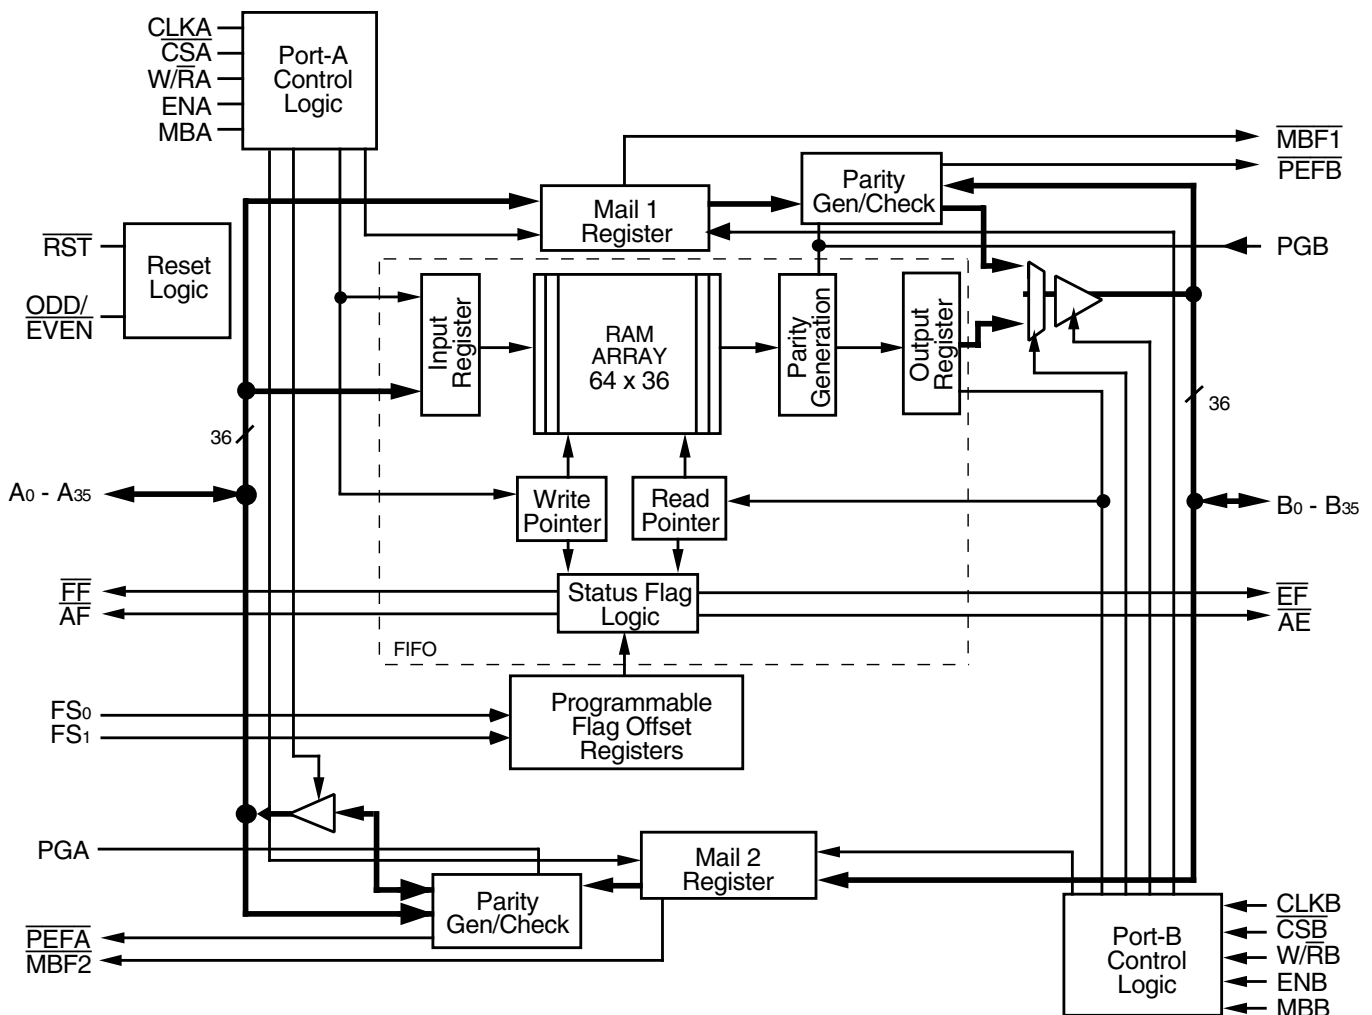 CLKA
CSA
W/RA
ENA
MBA
Port-A
Control
Logic
MBF1
PEFB
Parity
Gen/Check
Mail 1
Register
PGB
RST
ODD/
EVEN
Reset
Logic
Input
Register
RAM
ARRAY
64 x 36
Parity
Generation
Output
Register
36
36
A0 - A35
Write
Pointer
Read
Pointer
B0 - B35
FF
AF
Status Flag
Logic
EF
AE
FIFO
FS0
FS1
Programmable
Flag Offset
Registers
PGA
Mail 2
Register
Parity
Gen/Check
PEFA
MBF2
Port-B
Control
Logic
CLKB
CSB
W/RB
ENB
MBB